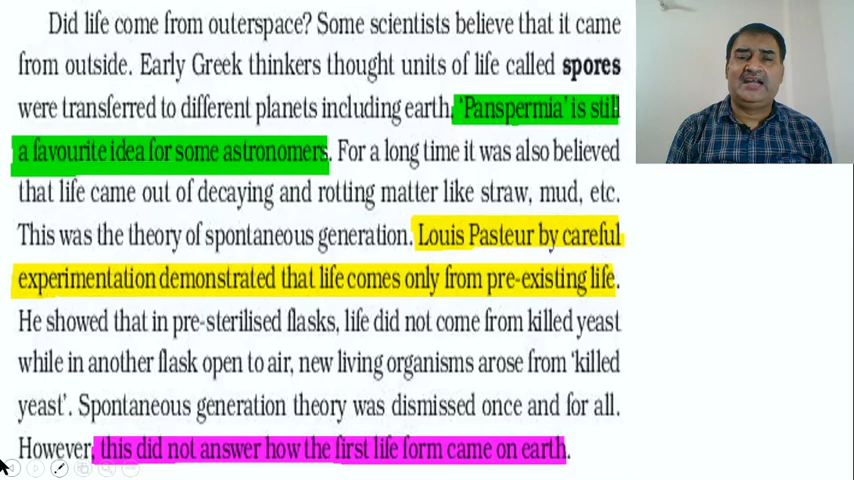 Did life come from outerspace? Some scientists believe that it came
from outside. Early Greek thinkers thought units of life called spores
were transferred to different planets including earth. ‘Panspermia’ is still
a favourite idea for some astronomers. For a long time it was also believed
that life came out of decaying and rotting matter like straw, mud, etc.
This was the theory of spontaneous generation. Louis Pasteur by careful
experimentation demonstrated that life comes only from pre-existing life.
He showed that in pre-sterilised flasks, life did not come from killed yeast
while in another flask open to air, new living organisms arose from ‘killed
yeast’. Spontaneous generation theory was dismissed once and for all.
However, this did not answer how the first life form came on earth.